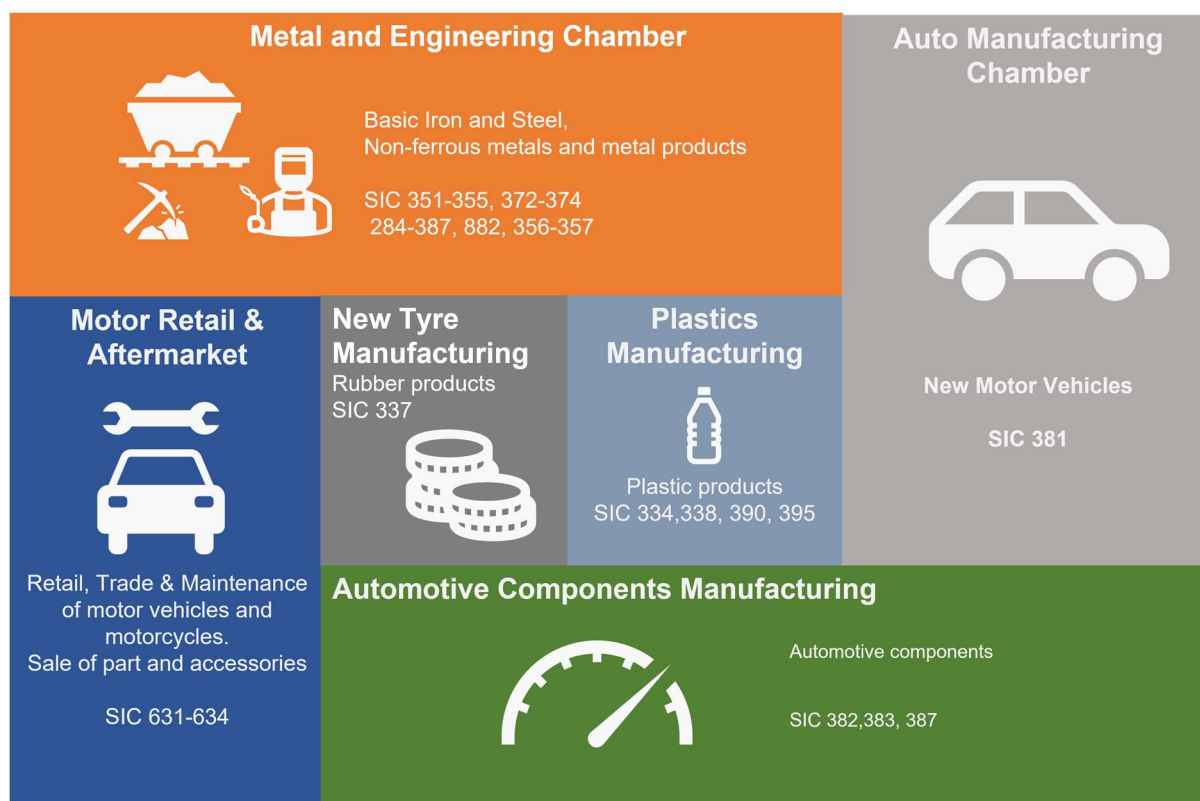 Metal and Engineering Chamber
Basic Iron and Steel,
Non-ferrous metals and metal products
SIC 351-355, 372-374
284-387, 882, 356-357
Auto Manufacturing
Chamber
New Motor Vehicles
SIC 381
Motor Retail &
Aftermarket
Retail, Trade & Maintenance
of motor vehicles and
motorcycles.
Sale of part and accessories
SIC 631-634
New Tyre
Manufacturing
Rubber products
SIC 337
Plastics
Manufacturing
Plastic products
SIC 334,338, 390, 395
Automotive Components Manufacturing
Automotive components
SIC 382,383, 387